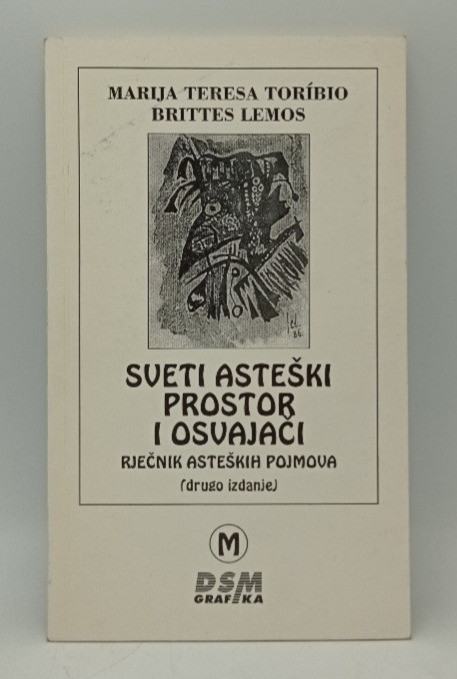 MARIJA TERESA TORÍBIO
BRITTES LEMOS
SVETI ASTEŠKI
PROSTOR
I OSVAJAČI
RJEČNIK ASTEŠKIH POJMOVA
(drugo izdanje)
M
DSM
GRAFIKA